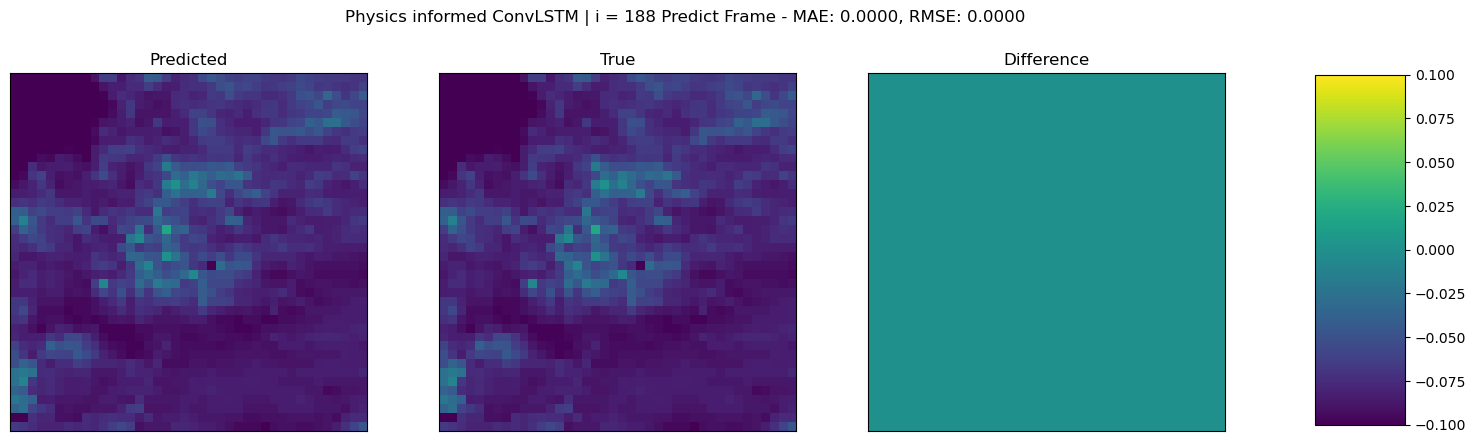 Physics informed ConvLSTM | i = 188 Predict Frame - MAE: 0.0000, RMSE: 0.0000
Predicted
True
Difference
0.100
0.075
0.050
0.025
0.000
−0.025
−0.050
−0.075
−0.100